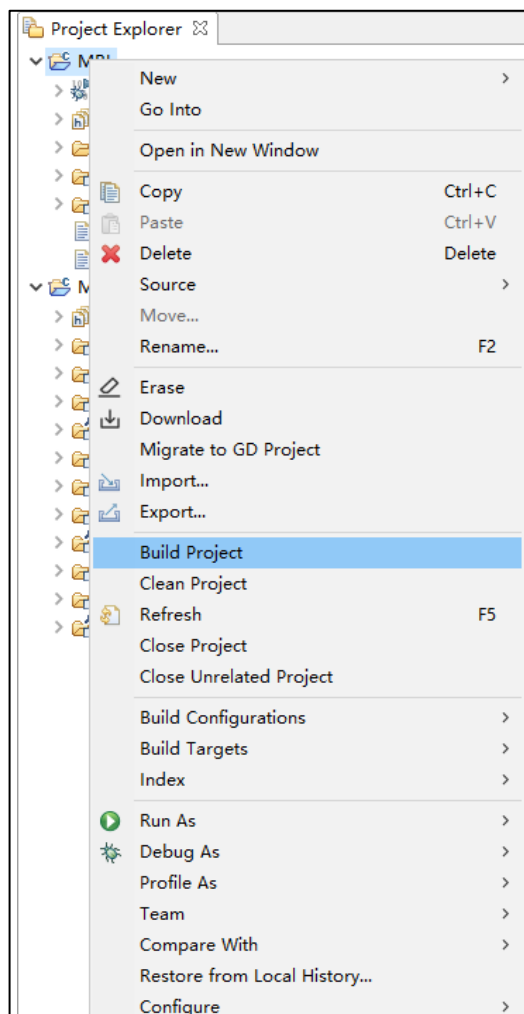 Project Explorer
New
Go Into
Open in New Window
Copy Ctrl+C
Paste Ctrl+V
Delete Delete
Source
Move...
Rename... F2
Erase
Download
Migrate to GD Project
Import...
Export...
Build Project
Clean Project
Refresh F5
Close Project
Close Unrelated Project
Build Configurations
Build Targets
Index
Run As
Debug As
Profile As
Team
Compare With
Restore from Local History...
Configure